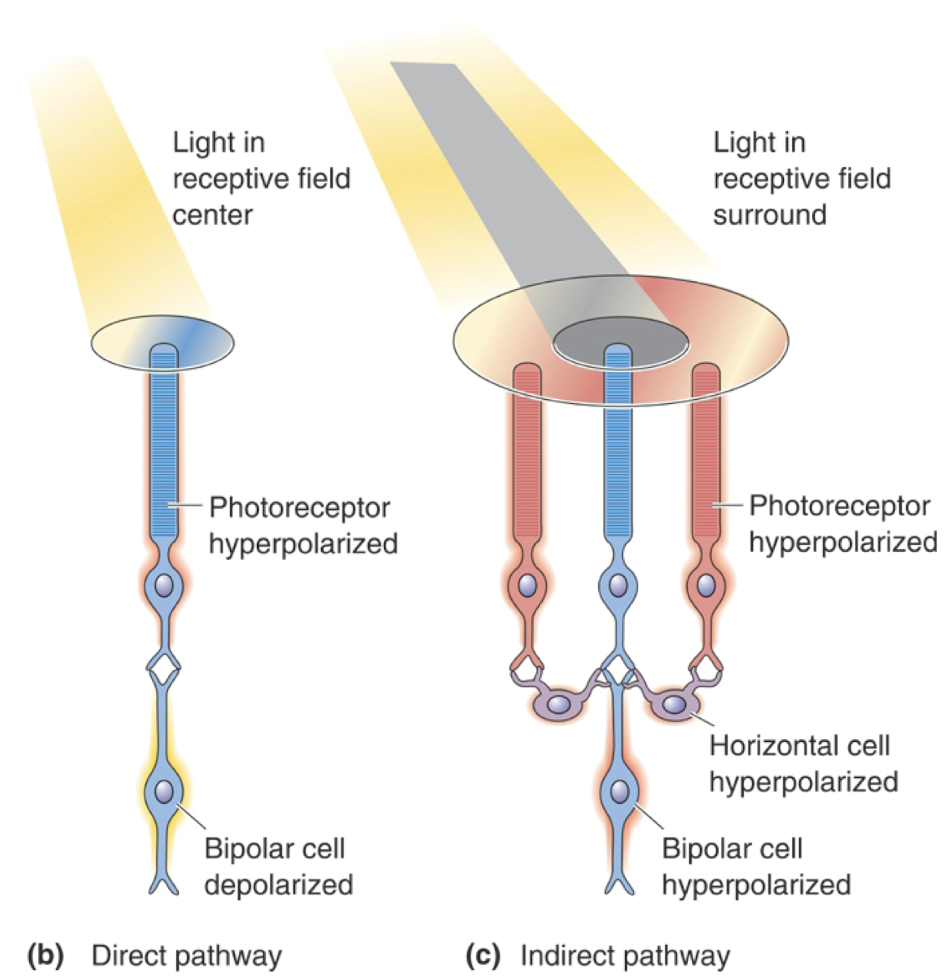 Light in
receptive field
center
Light in
receptive field
surround
Photoreceptor
hyperpolarized
Photoreceptor
hyperpolarized
Horizontal cell
hyperpolarized
Bipolar cell
depolarized
Bipolar cell
hyperpolarized
(b) Direct pathway
(c) Indirect pathway